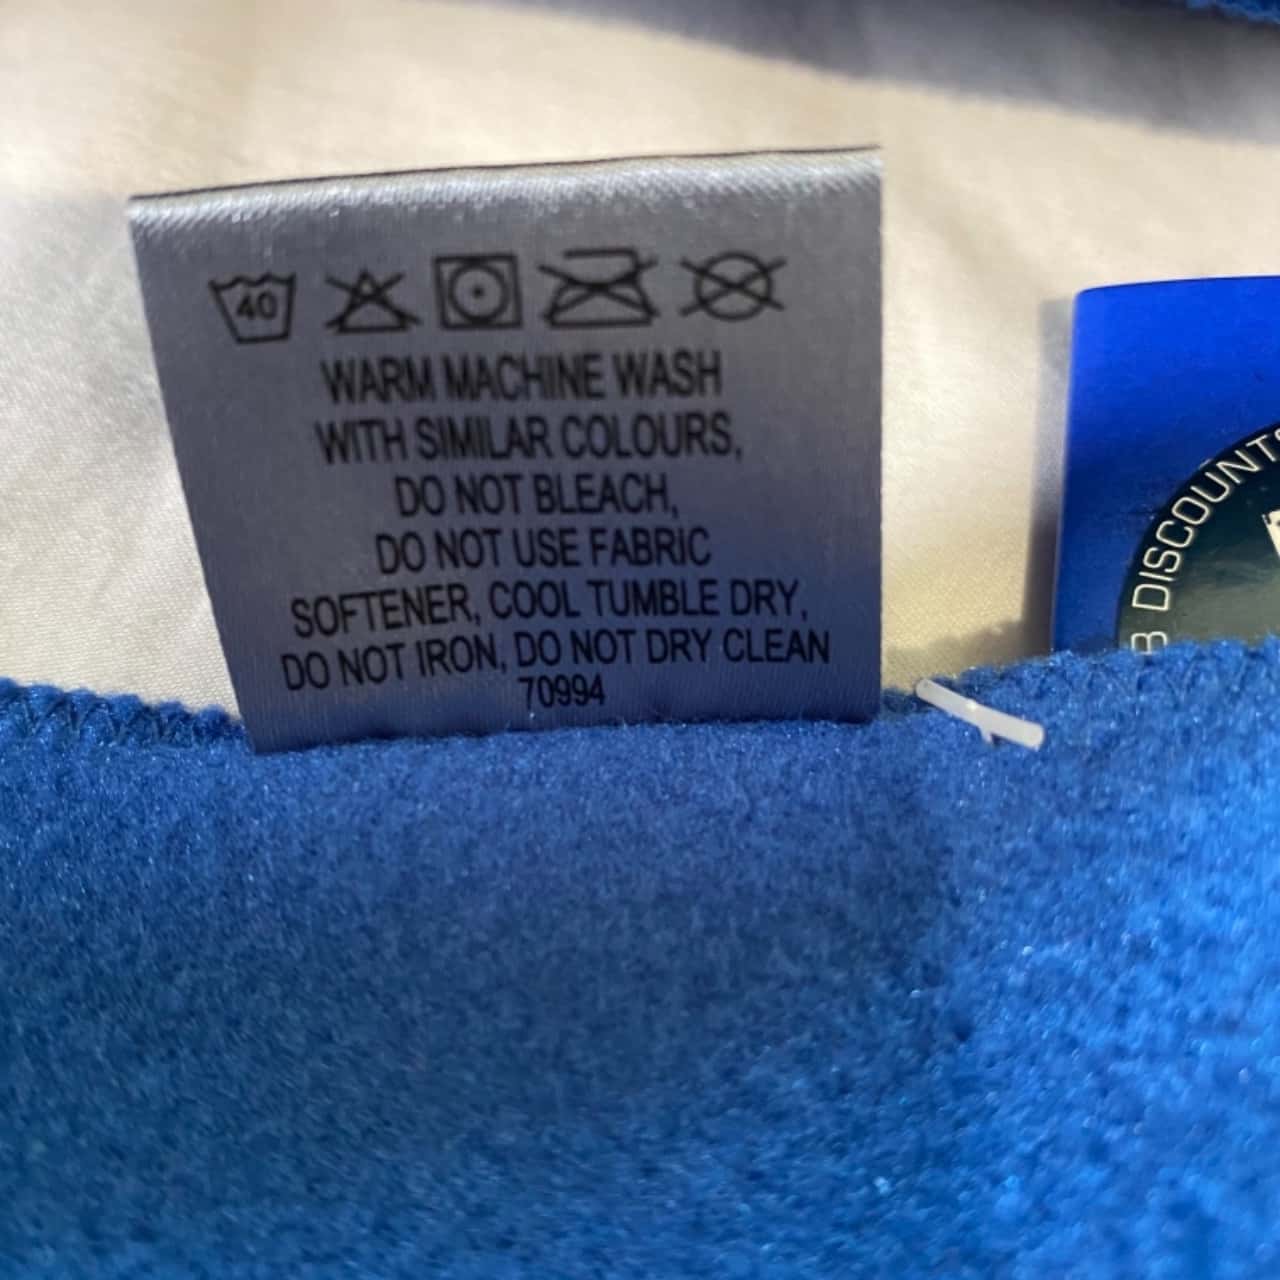 40
WARM MACHINE WASH
WITH SIMILAR COLOURS,
DO NOT BLEACH,
DO NOT USE FABRIC
SOFTENER, COOL TUMBLE DRY,
DO NOT IRON, DO NOT DRY CLEAN
70994
B DISCOUNTS